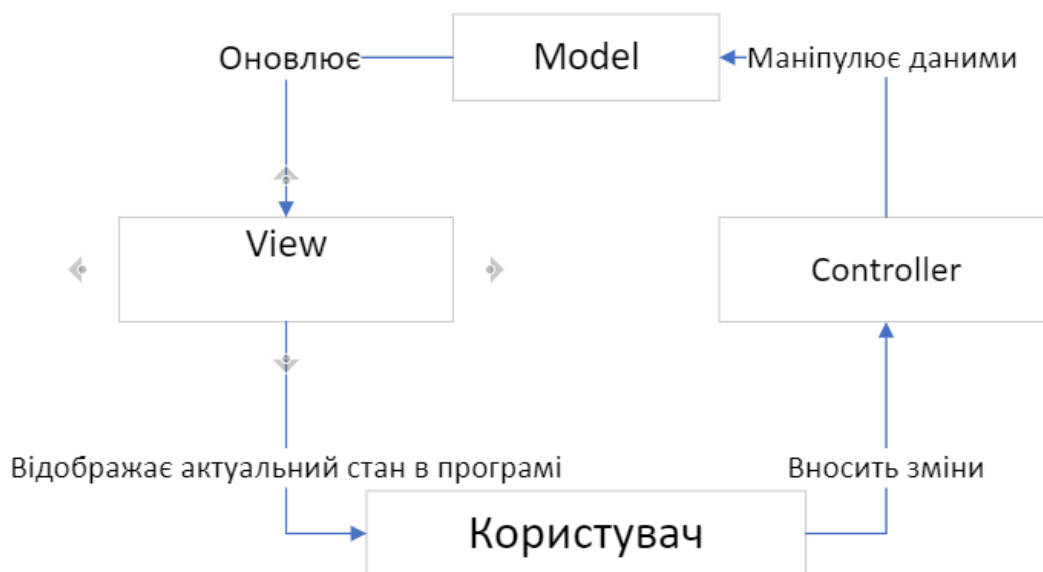 Оновлює
Model
Маніпулює даними
View
Controller
Відображає актуальний стан в програмі
Вносить зміни
Користувач